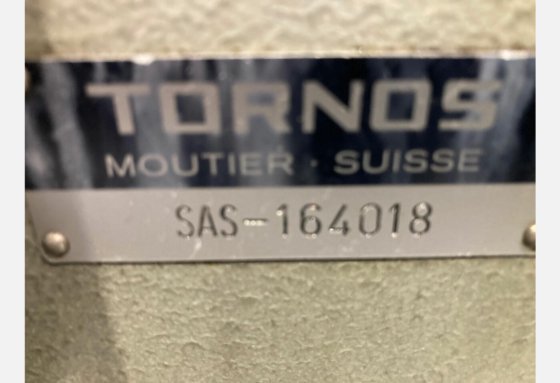 TORNOS
MOUTIER · SUISSE
SAS-164018